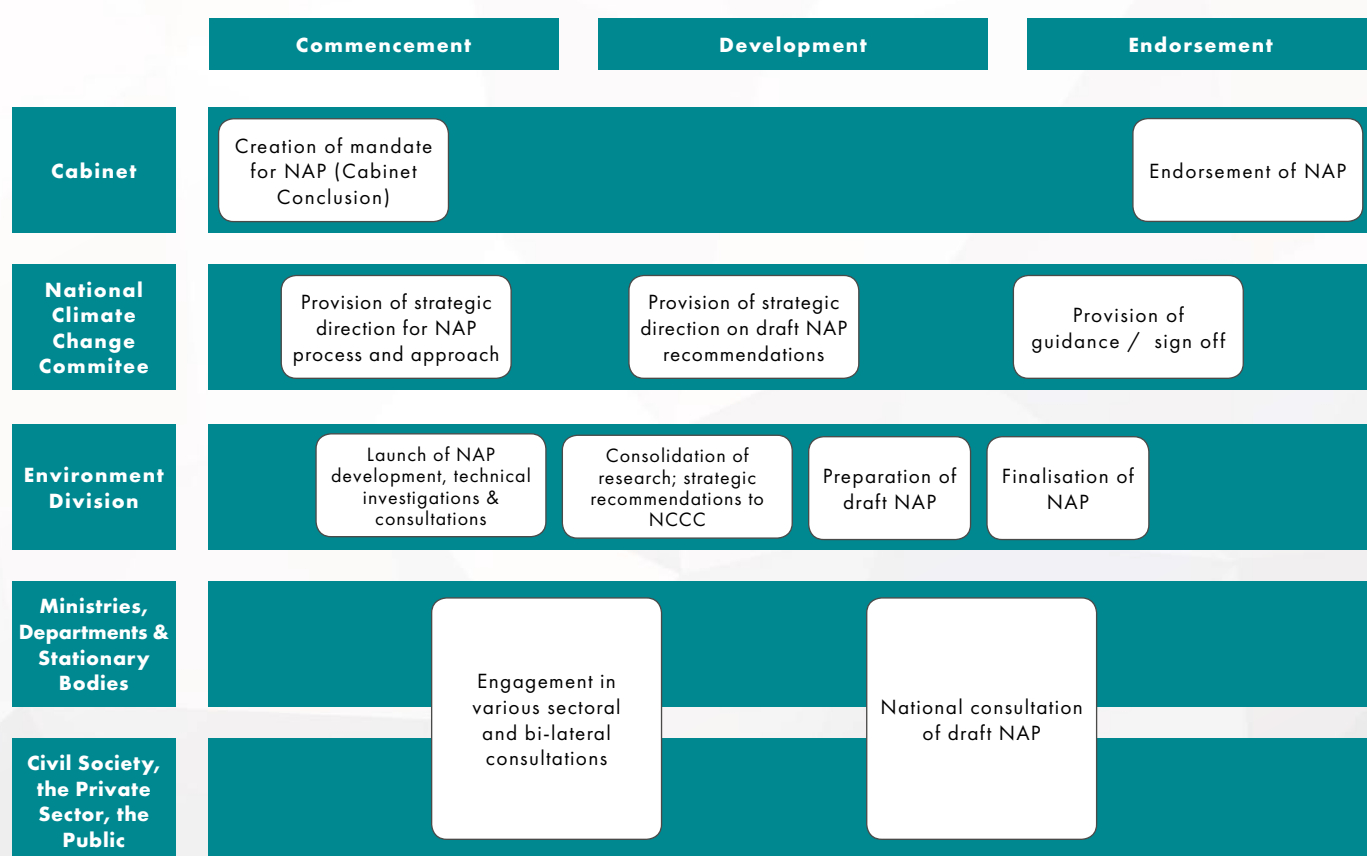 Commencement
Development
Endorsement
Cabinet
Creation of mandate
for NAP (Cabinet
Conclusion)
Endorsement of NAP
National
Climate
Change
Commitee
Provision of strategic
direction for NAP
process and approach
Provision of strategic
direction on draft NAP
recommendations
Provision of
guidance / sign off
Environment
Division
Launch of NAP
development, technical
investigations &
consultations
Consolidation of
research; strategic
recommendations to
NCCC
Preparation of
draft NAP
Finalisation of
NAP
Ministries,
Departments &
Stationary
Bodies
Engagement in
various sectoral
and bi-lateral
consultations
National consultation
of draft NAP
Civil Society,
the Private
Sector, the
Public